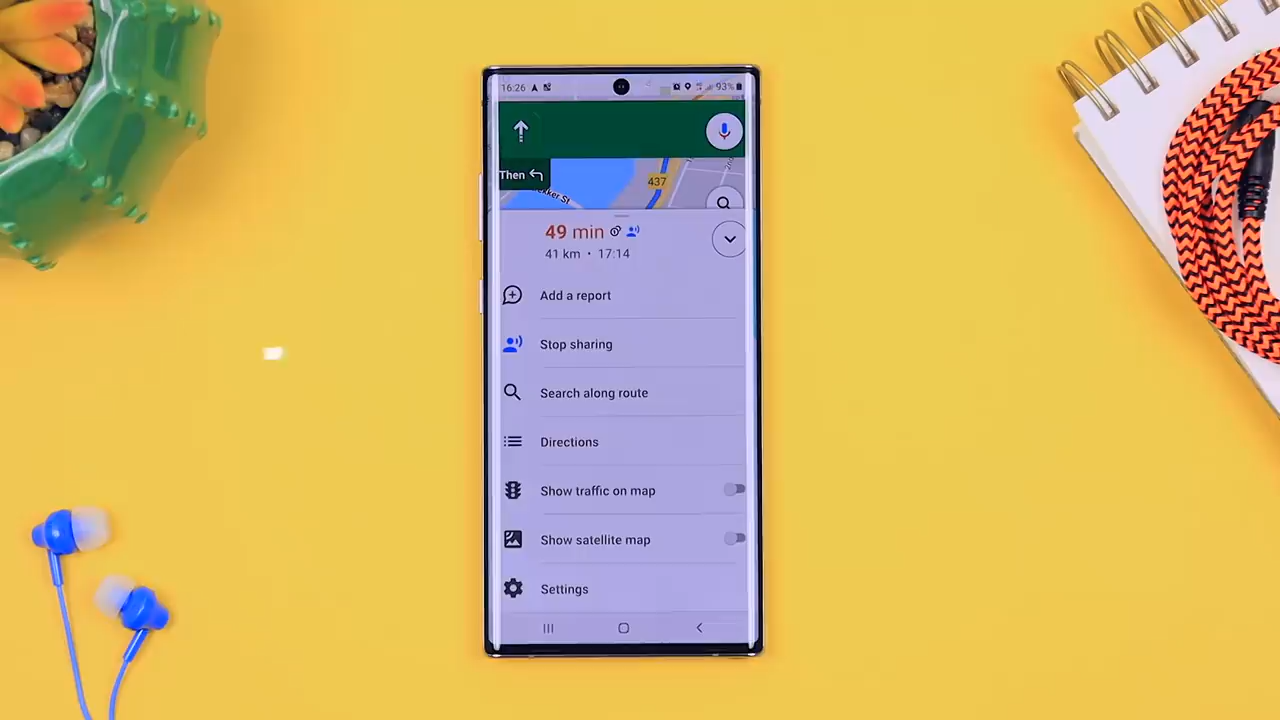 16:26
93%
Then
437
49 min
41 km • 17:14
Add a report
Stop sharing
Search along route
Directions
Show traffic on map
Show satellite map
Settings